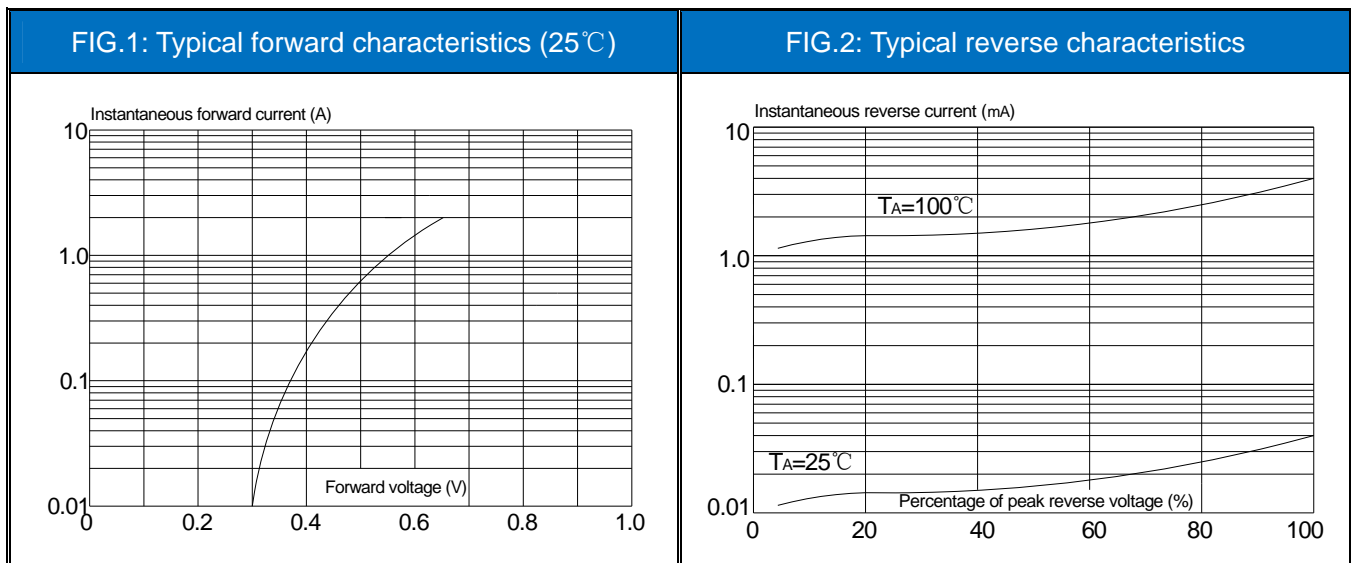 FIG.1: Typical forward characteristics (25℃)
Instantaneous forward current (A)
10
1.0
0.1
0.01
Forward voltage (V)
0 0.2 0.4 0.6 0.8 1.0
FIG.2: Typical reverse characteristics
Instantaneous reverse current (mA)
10
TA=100℃
1.0
0.1
TA=25℃
0.01
Percentage of peak reverse voltage (%)
0 20 40 60 80 100